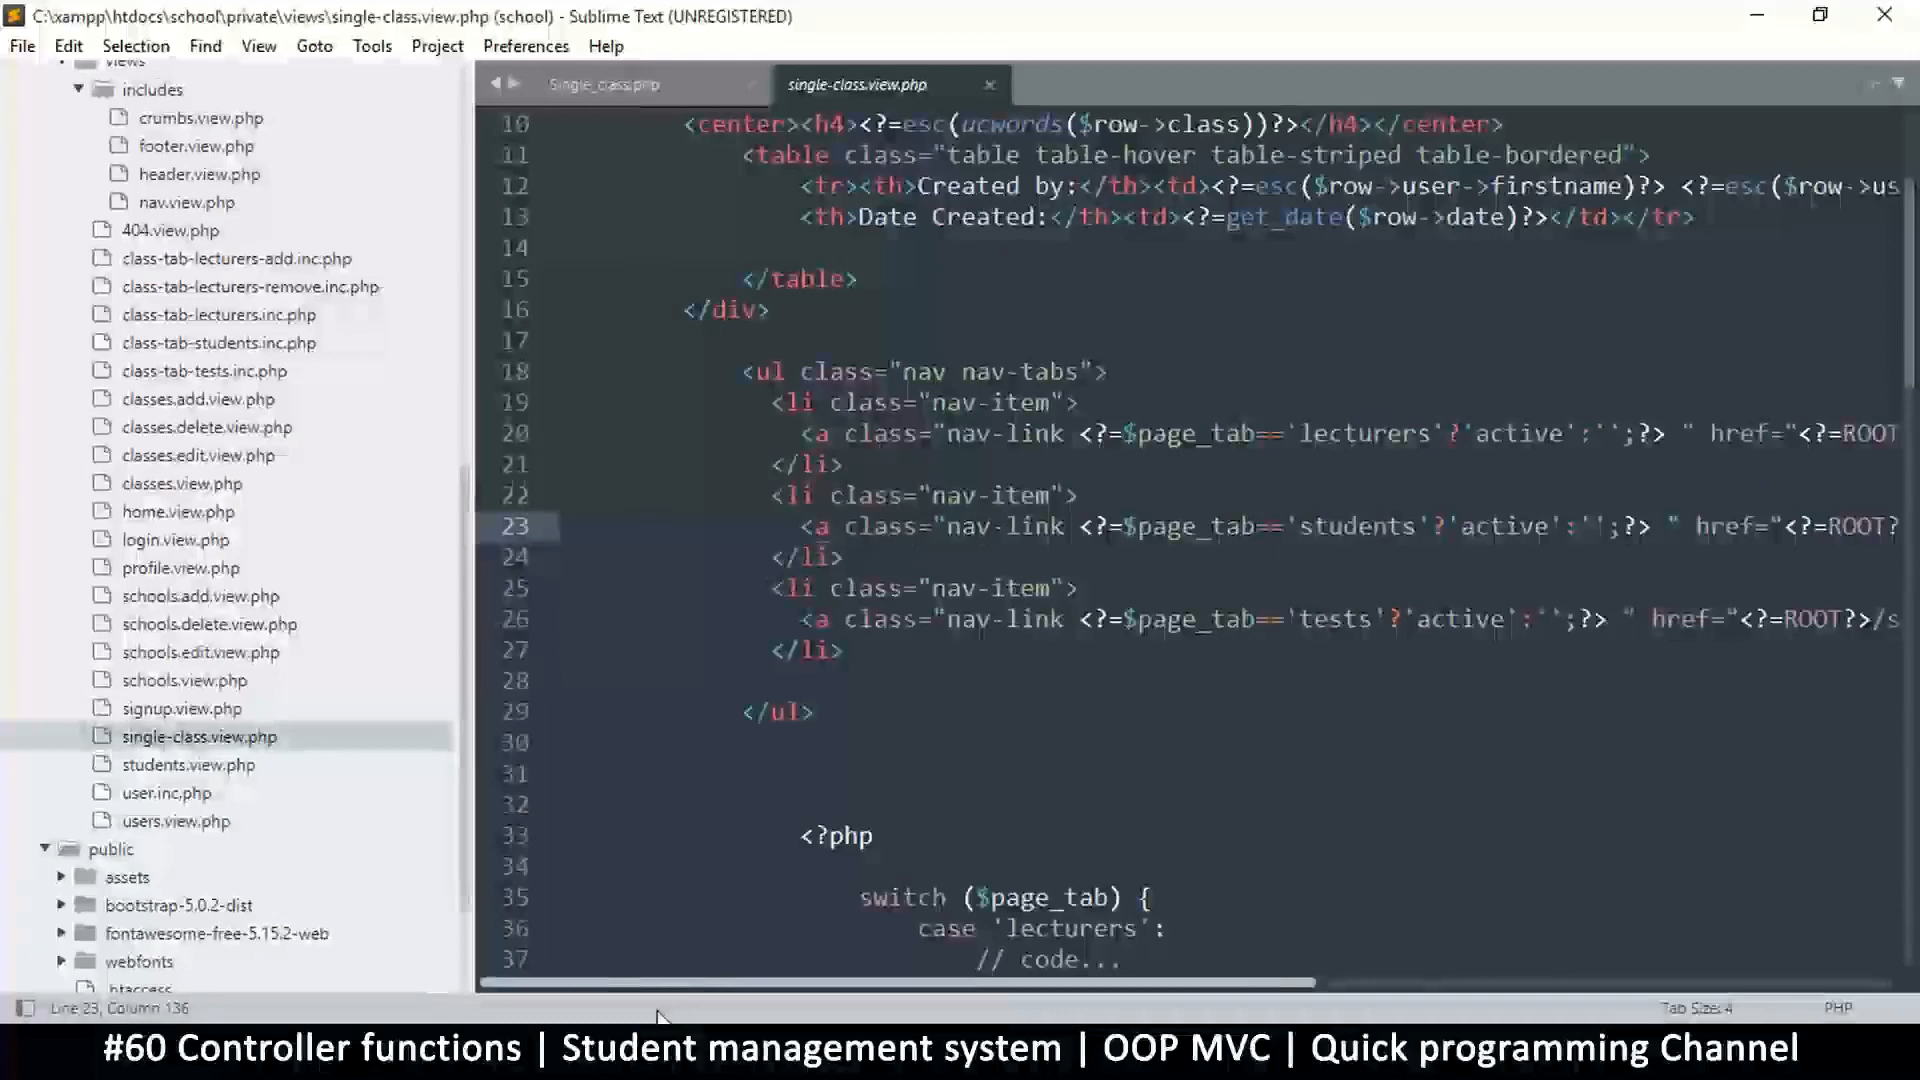 C:\xampp\htdocs\school\private\views\single-class.view.php (school) - Sublime Text (UNREGISTERED)
File Edit Selection Find View Goto Tools Project Preferences Help
views
includes
crumbs.view.php
footer.view.php
header.view.php
nav.view.php
404.view.php
class-tab-lecturers-add.inc.php
class-tab-lecturers-remove.inc.php
class-tab-lecturers.inc.php
class-tab-students.inc.php
class-tab-tests.inc.php
classes.add.view.php
classes.delete.view.php
classes.edit.view.php
classes.view.php
home.view.php
login.view.php
profile.view.php
schools.add.view.php
schools.delete.view.php
schools.edit.view.php
schools.view.php
signup.view.php
single-class.view.php
students.view.php
user.inc.php
users.view.php
public
assets
bootstrap-5.0.2-dist
fontawesome-free-5.15.2-web
webfonts
.htaccess
Single_class.php single-class.view.php
10 <center><h4><?=esc(ucwords($row->class))?></h4></center>
11 <table class="table table-hover table-striped table-bordered">
12 <tr><th>Created by:</th><td><?=esc($row->user->firstname)?> <?=esc($row->us
13 <th>Date Created:</th><td><?=get_date($row->date)?></td></tr>
14
15 </table>
16 </div>
17
18 <ul class="nav nav-tabs">
19 <li class="nav-item">
20 <a class="nav-link <?=$page_tab=='lecturers'?'active':'';?> " href="<?=ROOT
21 </li>
22 <li class="nav-item">
23 <a class="nav-link <?=$page_tab=='students'?'active':'';?> " href="<?=ROOT?
24 </li>
25 <li class="nav-item">
26 <a class="nav-link <?=$page_tab=='tests'?'active':'';?> " href="<?=ROOT?>/s
27 </li>
28
29 </ul>
30
31
32
33 <?php
34
35 switch ($page_tab) {
36 case 'lecturers':
37 // code...
Line 23, Column 136 Tab Size: 4 PHP
#60 Controller functions | Student management system | OOP MVC | Quick programming Channel